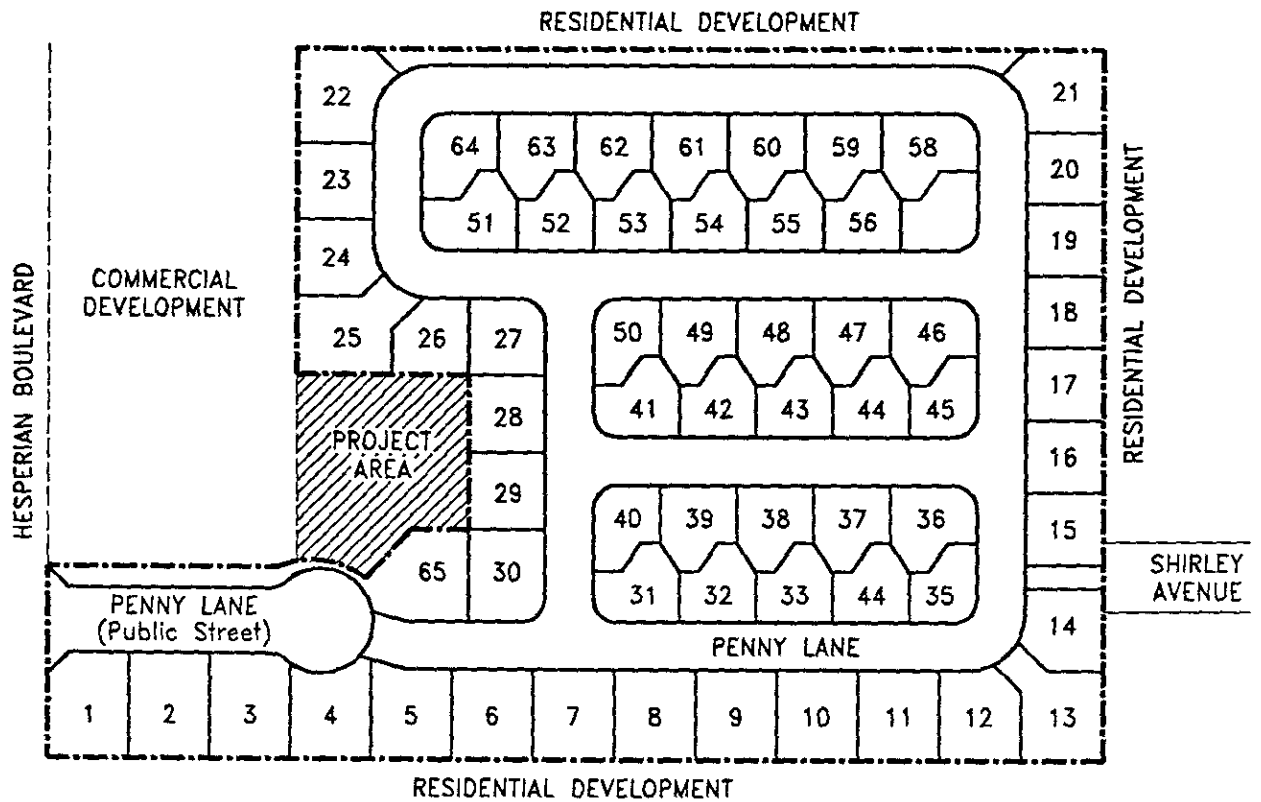 RESIDENTIAL DEVELOPMENT
22
21
64 63 62 61 60 59 58
23
20
51 52 53 54 55 56
24
19
RESIDENTIAL DEVELOPMENT
HESPERIAN BOULEVARD
COMMERCIAL
DEVELOPMENT
25 26 27
50 49 48 47 46
18
28
41 42 43 44 45
17
PROJECT
AREA
16
29
40 39 38 37 36
15
65 30
31 32 33 44 35
SHIRLEY
AVENUE
PENNY LANE
(Public Street)
14
PENNY LANE
1 2 3 4 5 6 7 8 9 10 11 12 13
RESIDENTIAL DEVELOPMENT